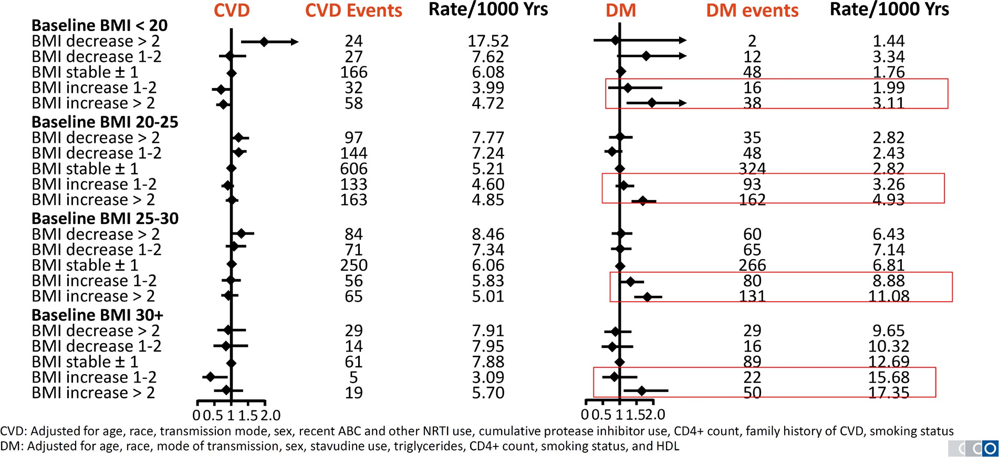 CVD CVD Events Rate/1000 Yrs DM DM events Rate/1000 Yrs
Baseline BMI < 20
BMI decrease > 2 24 17.52 2 1.44
BMI decrease 1-2 27 7.62 12 3.34
BMI stable ± 1 166 6.08 48 1.76
BMI increase 1-2 32 3.99 16 1.99
BMI increase > 2 58 4.72 38 3.11
Baseline BMI 20-25
BMI decrease > 2 97 7.77 35 2.82
BMI decrease 1-2 144 7.24 48 2.43
BMI stable ± 1 606 5.21 324 2.82
BMI increase 1-2 133 4.60 93 3.26
BMI increase > 2 163 4.85 162 4.93
Baseline BMI 25-30
BMI decrease > 2 84 8.46 60 6.43
BMI decrease 1-2 71 7.34 65 7.14
BMI stable ± 1 250 6.06 266 6.81
BMI increase 1-2 56 5.83 80 8.88
BMI increase > 2 65 5.01 131 11.08
Baseline BMI 30+
BMI decrease > 2 29 7.91 29 9.65
BMI decrease 1-2 14 7.95 16 10.32
BMI stable ± 1 61 7.88 89 12.69
BMI increase 1-2 5 3.09 22 15.68
BMI increase > 2 19 5.70 50 17.35
0 0.5 1 1.5 2.0 0 0.5 1 1.5 2.0
CVD: Adjusted for age, race, transmission mode, sex, recent ABC and other NRTI use, cumulative protease inhibitor use, CD4+ count, family history of CVD, smoking status
DM: Adjusted for age, race, mode of transmission, sex, stavudine use, triglycerides, CD4+ count, smoking status, and HDL
CCO